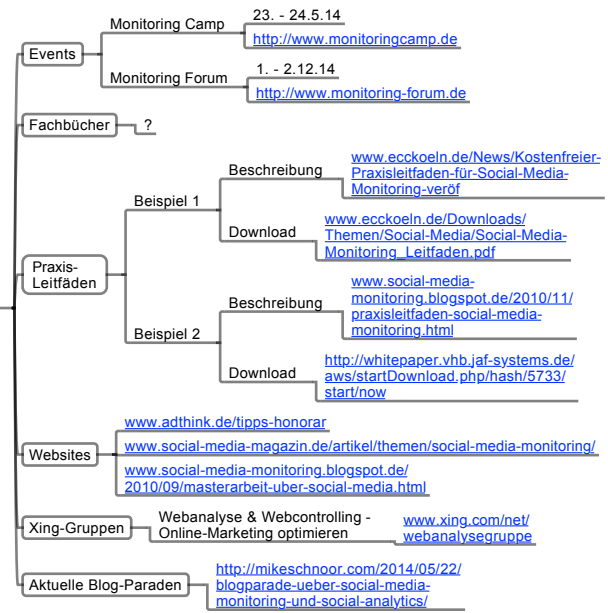 Events
Monitoring Camp
23. - 24.5.14
http://www.monitoringcamp.de
Monitoring Forum
1. - 2.12.14
http://www.monitoring-forum.de
Fachbücher
?
Praxis-
Leitfäden
Beispiel 1
Beschreibung
www.ecckoeln.de/News/Kostenfreier-
Praxisleitfaden-für-Social-Media-
Monitoring-veröf
Download
www.ecckoeln.de/Downloads/
Themen/Social-Media/Social-Media-
Monitoring_Leitfaden.pdf
Beispiel 2
Beschreibung
www.social-media-
monitoring.blogspot.de/2010/11/
praxisleitfaden-social-media-
monitoring.html
Download
http://whitepaper.vhb.jaf-systems.de/
aws/startDownload.php/hash/5733/
start/now
Websites
www.adthink.de/tipps-honorar
www.social-media-magazin.de/artikel/themen/social-media-monitoring/
www.social-media-monitoring.blogspot.de/
2010/09/masterarbeit-uber-social-media.html
Xing-Gruppen
Webanalyse & Webcontrolling -
Online-Marketing optimieren
www.xing.com/net/
webanalysegruppe
Aktuelle Blog-Paraden
http://mikeschnoor.com/2014/05/22/
blogparade-ueber-social-media-
monitoring-und-social-analytics/